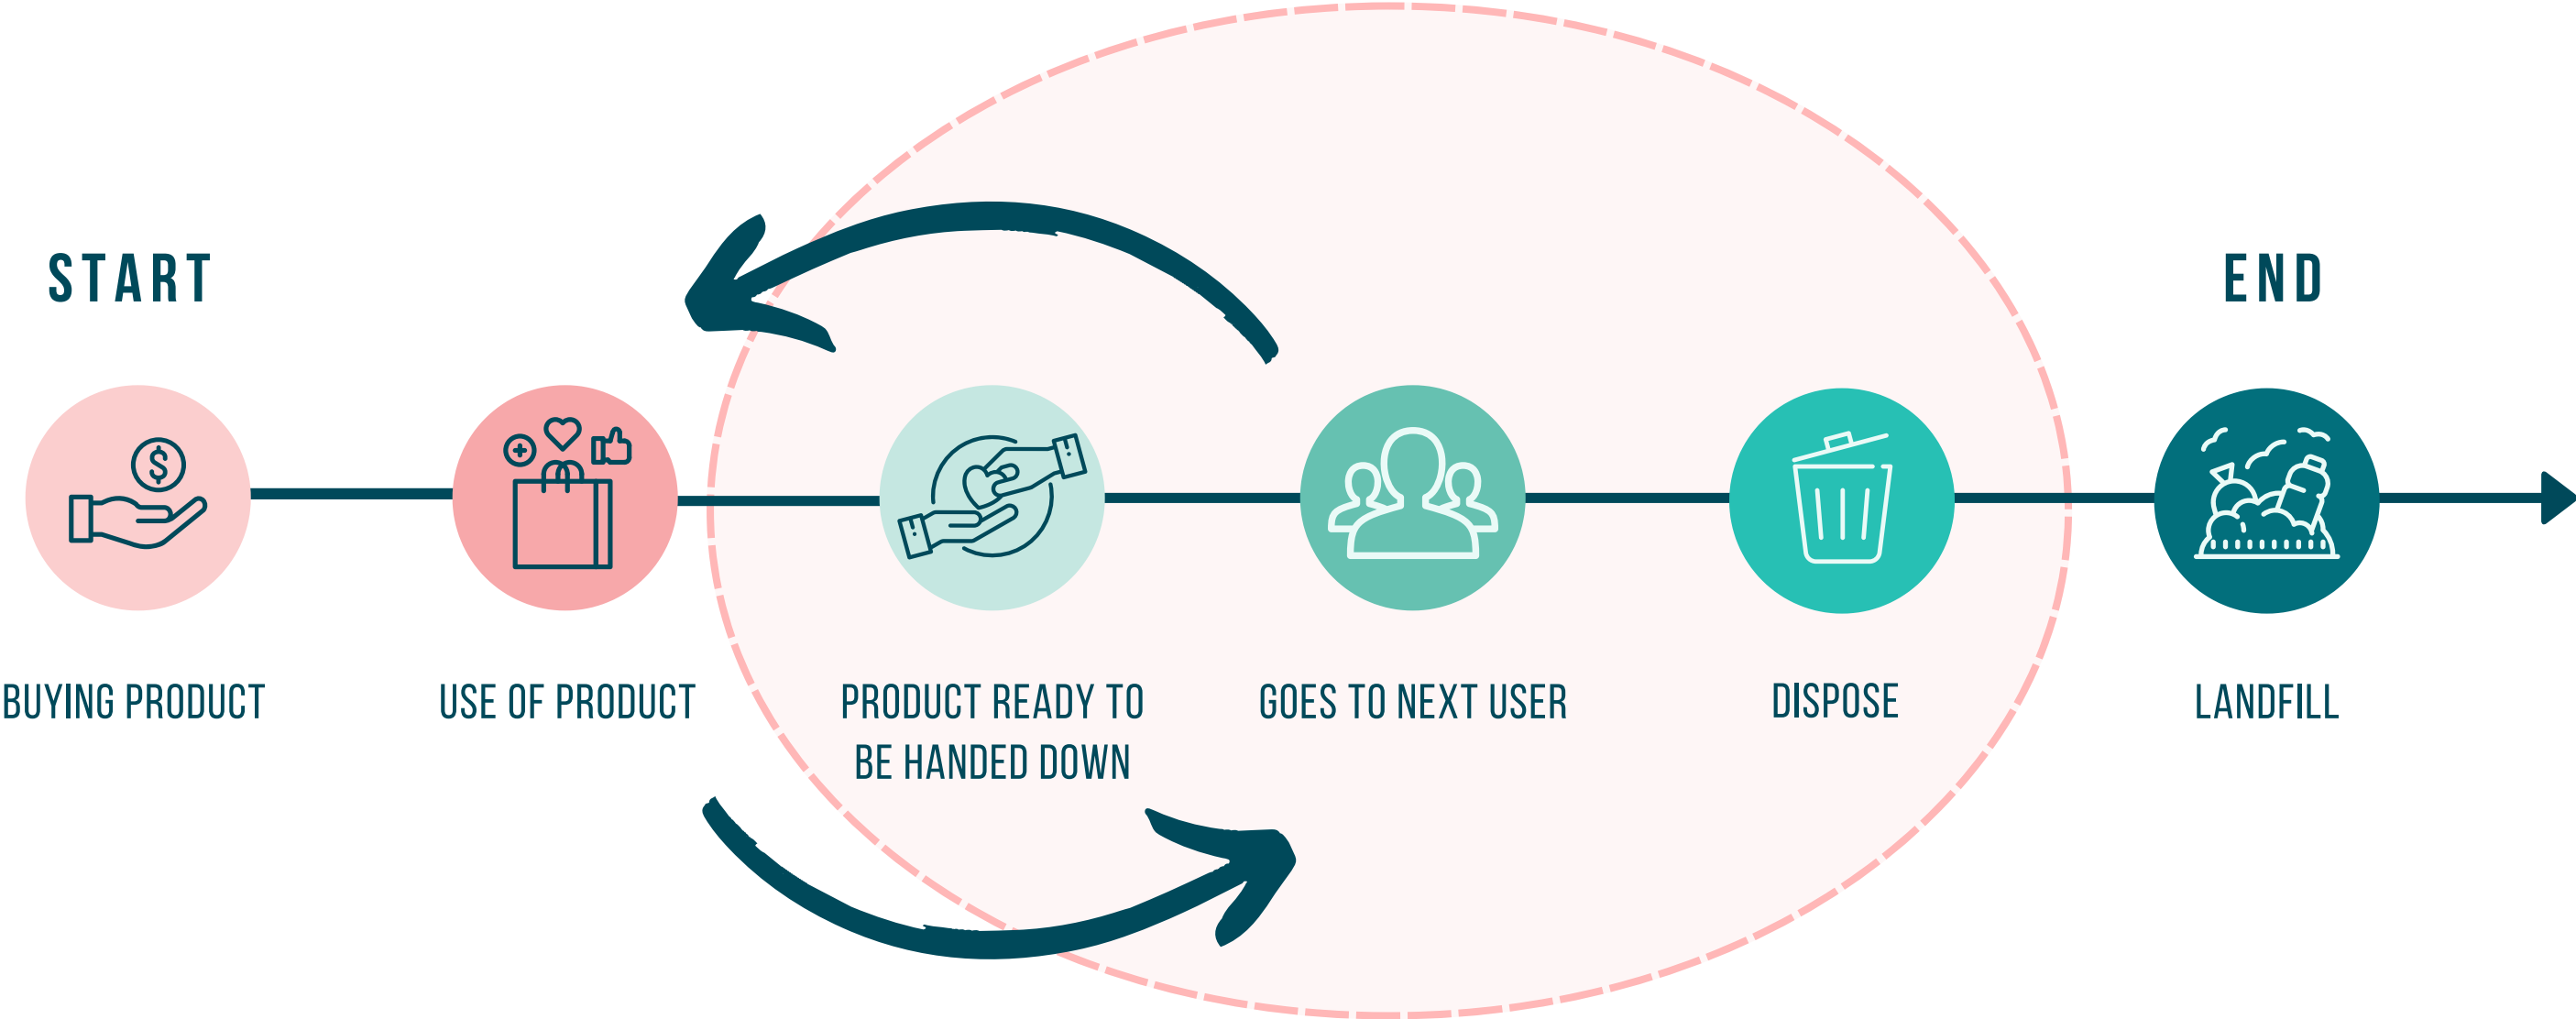 START
END
BUYING PRODUCT
USE OF PRODUCT
PRODUCT READY TO
BE HANDED DOWN
GOES TO NEXT USER
DISPOSE
LANDFILL
$